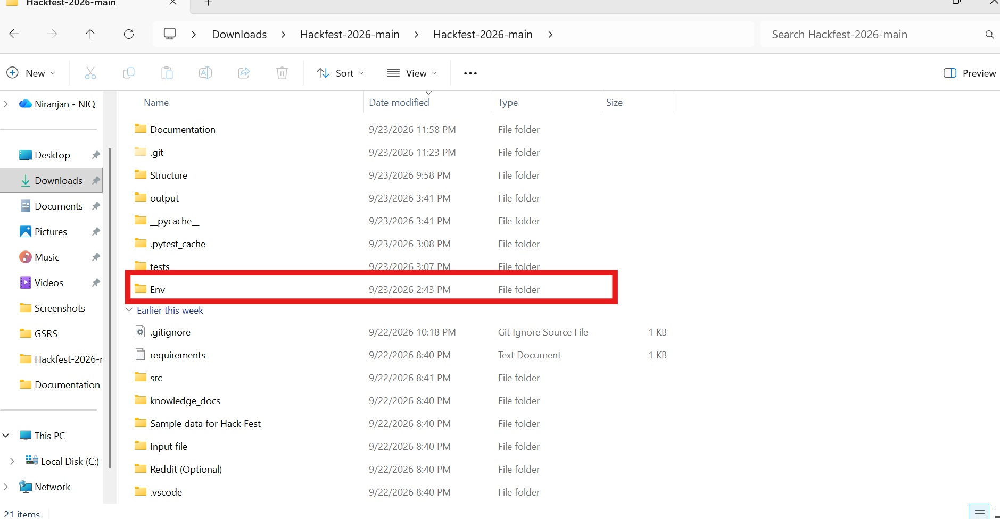 Hackfest-2026-main
Downloads Hackfest-2026-main Hackfest-2026-main Search Hackfest-2026-main
New Sort View Preview
Niranjan - NIQ
Desktop
Downloads
Documents
Pictures
Music
Videos
Screenshots
GSRS
Hackfest-2026-r
Documentation
This PC
Local Disk (C:)
Network
Name Date modified Type Size
Documentation 9/23/2026 11:58 PM File folder
.git 9/23/2026 11:23 PM File folder
Structure 9/23/2026 9:58 PM File folder
output 9/23/2026 3:41 PM File folder
__pycache__ 9/23/2026 3:41 PM File folder
.pytest_cache 9/23/2026 3:08 PM File folder
tests 9/23/2026 3:07 PM File folder
Env 9/23/2026 2:43 PM File folder
Earlier this week
.gitignore 9/22/2026 10:18 PM Git Ignore Source File 1 KB
requirements 9/22/2026 8:40 PM Text Document 1 KB
src 9/22/2026 8:41 PM File folder
knowledge_docs 9/22/2026 8:40 PM File folder
Sample data for Hack Fest 9/22/2026 8:40 PM File folder
Input file 9/22/2026 8:40 PM File folder
Reddit (Optional) 9/22/2026 8:40 PM File folder
.vscode 9/22/2026 8:40 PM File folder
21 items